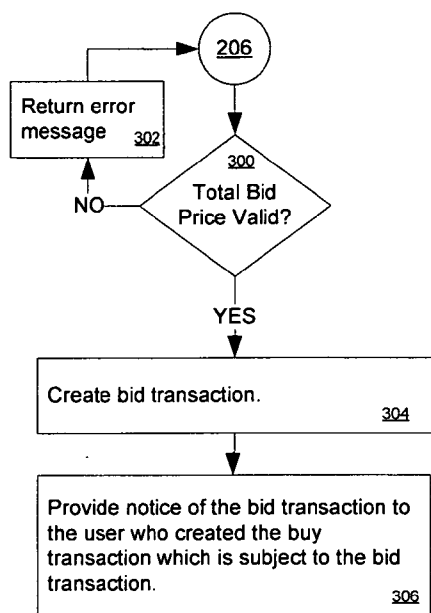 206
Return error
message
302
300
Total Bid
Price Valid?
NO
YES
Create bid transaction.
304
Provide notice of the bid transaction to
the user who created the buy
transaction which is subject to the bid
transaction.
306